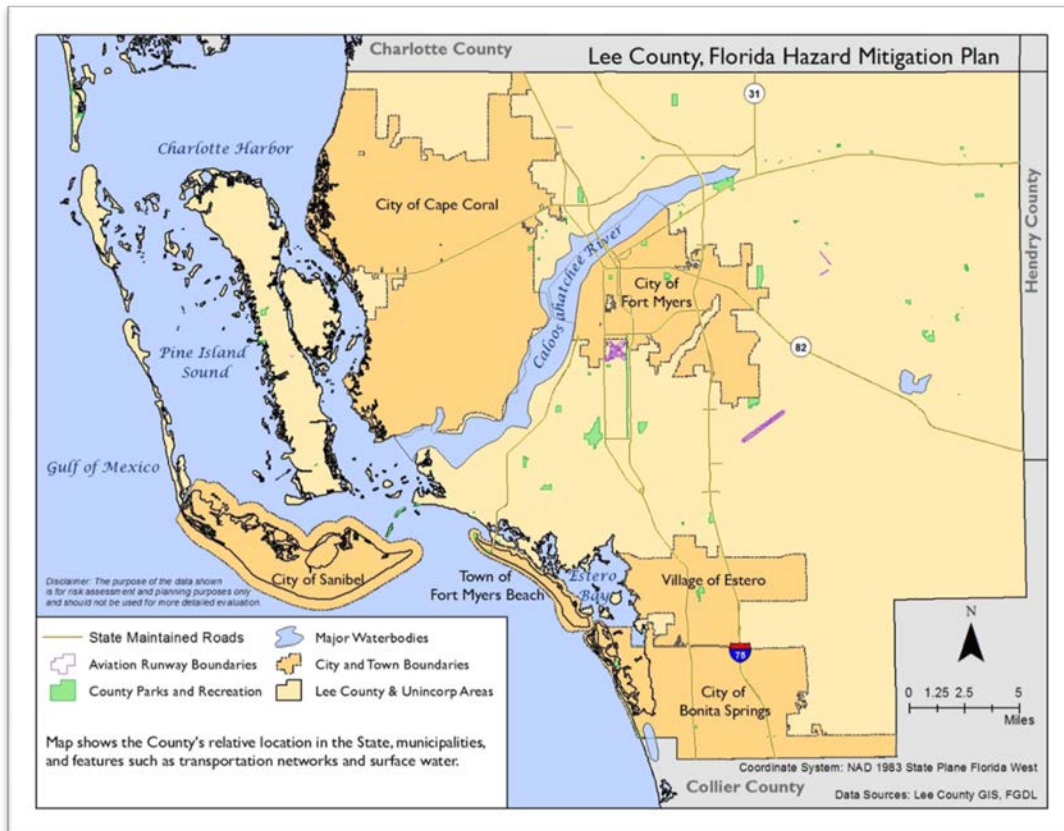 Charlotte County
Lee County, Florida Hazard Mitigation Plan
31
Charlotte Harbor
City of Cape Coral
Hendry County
Caloosahatchee River
City of
Fort Myers
82
Pine Island
Sound
Gulf of Mexico
City of Sanibel
Town of
Fort Myers Beach
Estero
Bay
Village of Estero
Disclaimer: The purpose of the data shown
is for risk assessment and planning purposes only
and should not be used for more detailed evaluation.
75
City of
Bonita Springs
N
0 1.25 2.5 5
Miles
State Maintained Roads
Major Waterbodies
Aviation Runway Boundaries
City and Town Boundaries
County Parks and Recreation
Lee County & Unincorp Areas
Map shows the County's relative location in the State, municipalities,
and features such as transportation networks and surface water.
Collier County
Coordinate System: NAD 1983 State Plane Florida West
Data Sources: Lee County GIS, FGDL